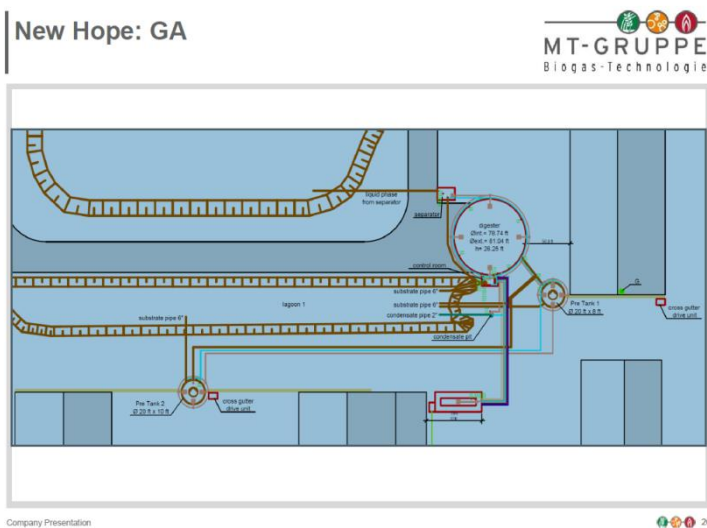 New Hope: GA
MT-GRUPPE
Biogas-Technologie
liquid phase
from separator
separator
digester
Øint = 78.74 ft
Øext.= 81.04 ft
h= 26.25 ft
control room
substrate pipe 6"
lagoon 1
substrate pipe 6"
condensate pipe 2"
substrate pipe 6"
condensate pit
Pre Tank 1
Ø 20 ft x 8 ft
cross gutter
drive unit
Pre Tank 2
Ø 20 ft x 10 ft
cross gutter
drive unit
Company Presentation